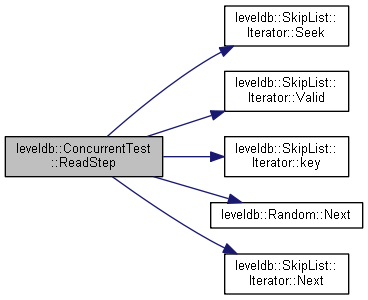 leveldb::SkipList::
Iterator::Seek
leveldb::SkipList::
Iterator::Valid
leveldb::ConcurrentTest
::ReadStep
leveldb::SkipList::
Iterator::key
leveldb::Random::Next
leveldb::SkipList::
Iterator::Next